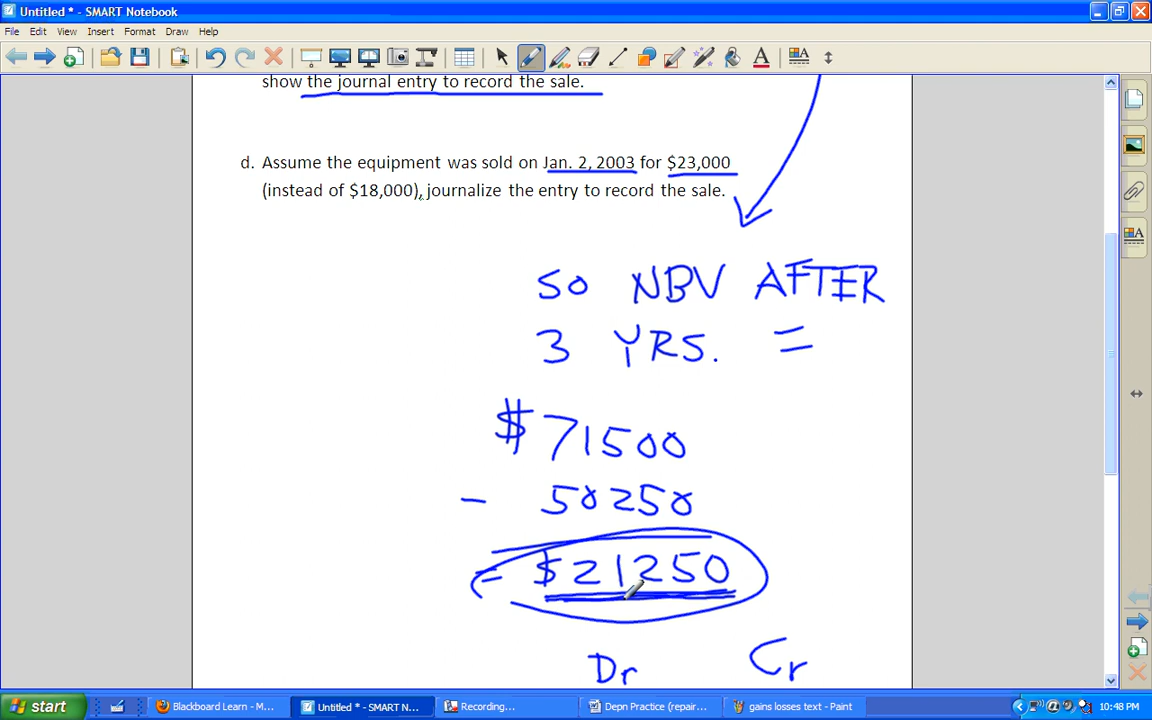 Untitled * - SMART Notebook
File Edit View Insert Format Draw Help
show the journal entry to record the sale.
d. Assume the equipment was sold on Jan. 2, 2003 for $23,000
(instead of $18,000), journalize the entry to record the sale.
SO NBV AFTER
3 YRS. =
$71500
- 50250
= $21250
Dr Cr
start Blackboard Learn - M... Untitled * - SMART N... Recording... Depn Practice (repair... gains losses text - Paint 10:48 PM